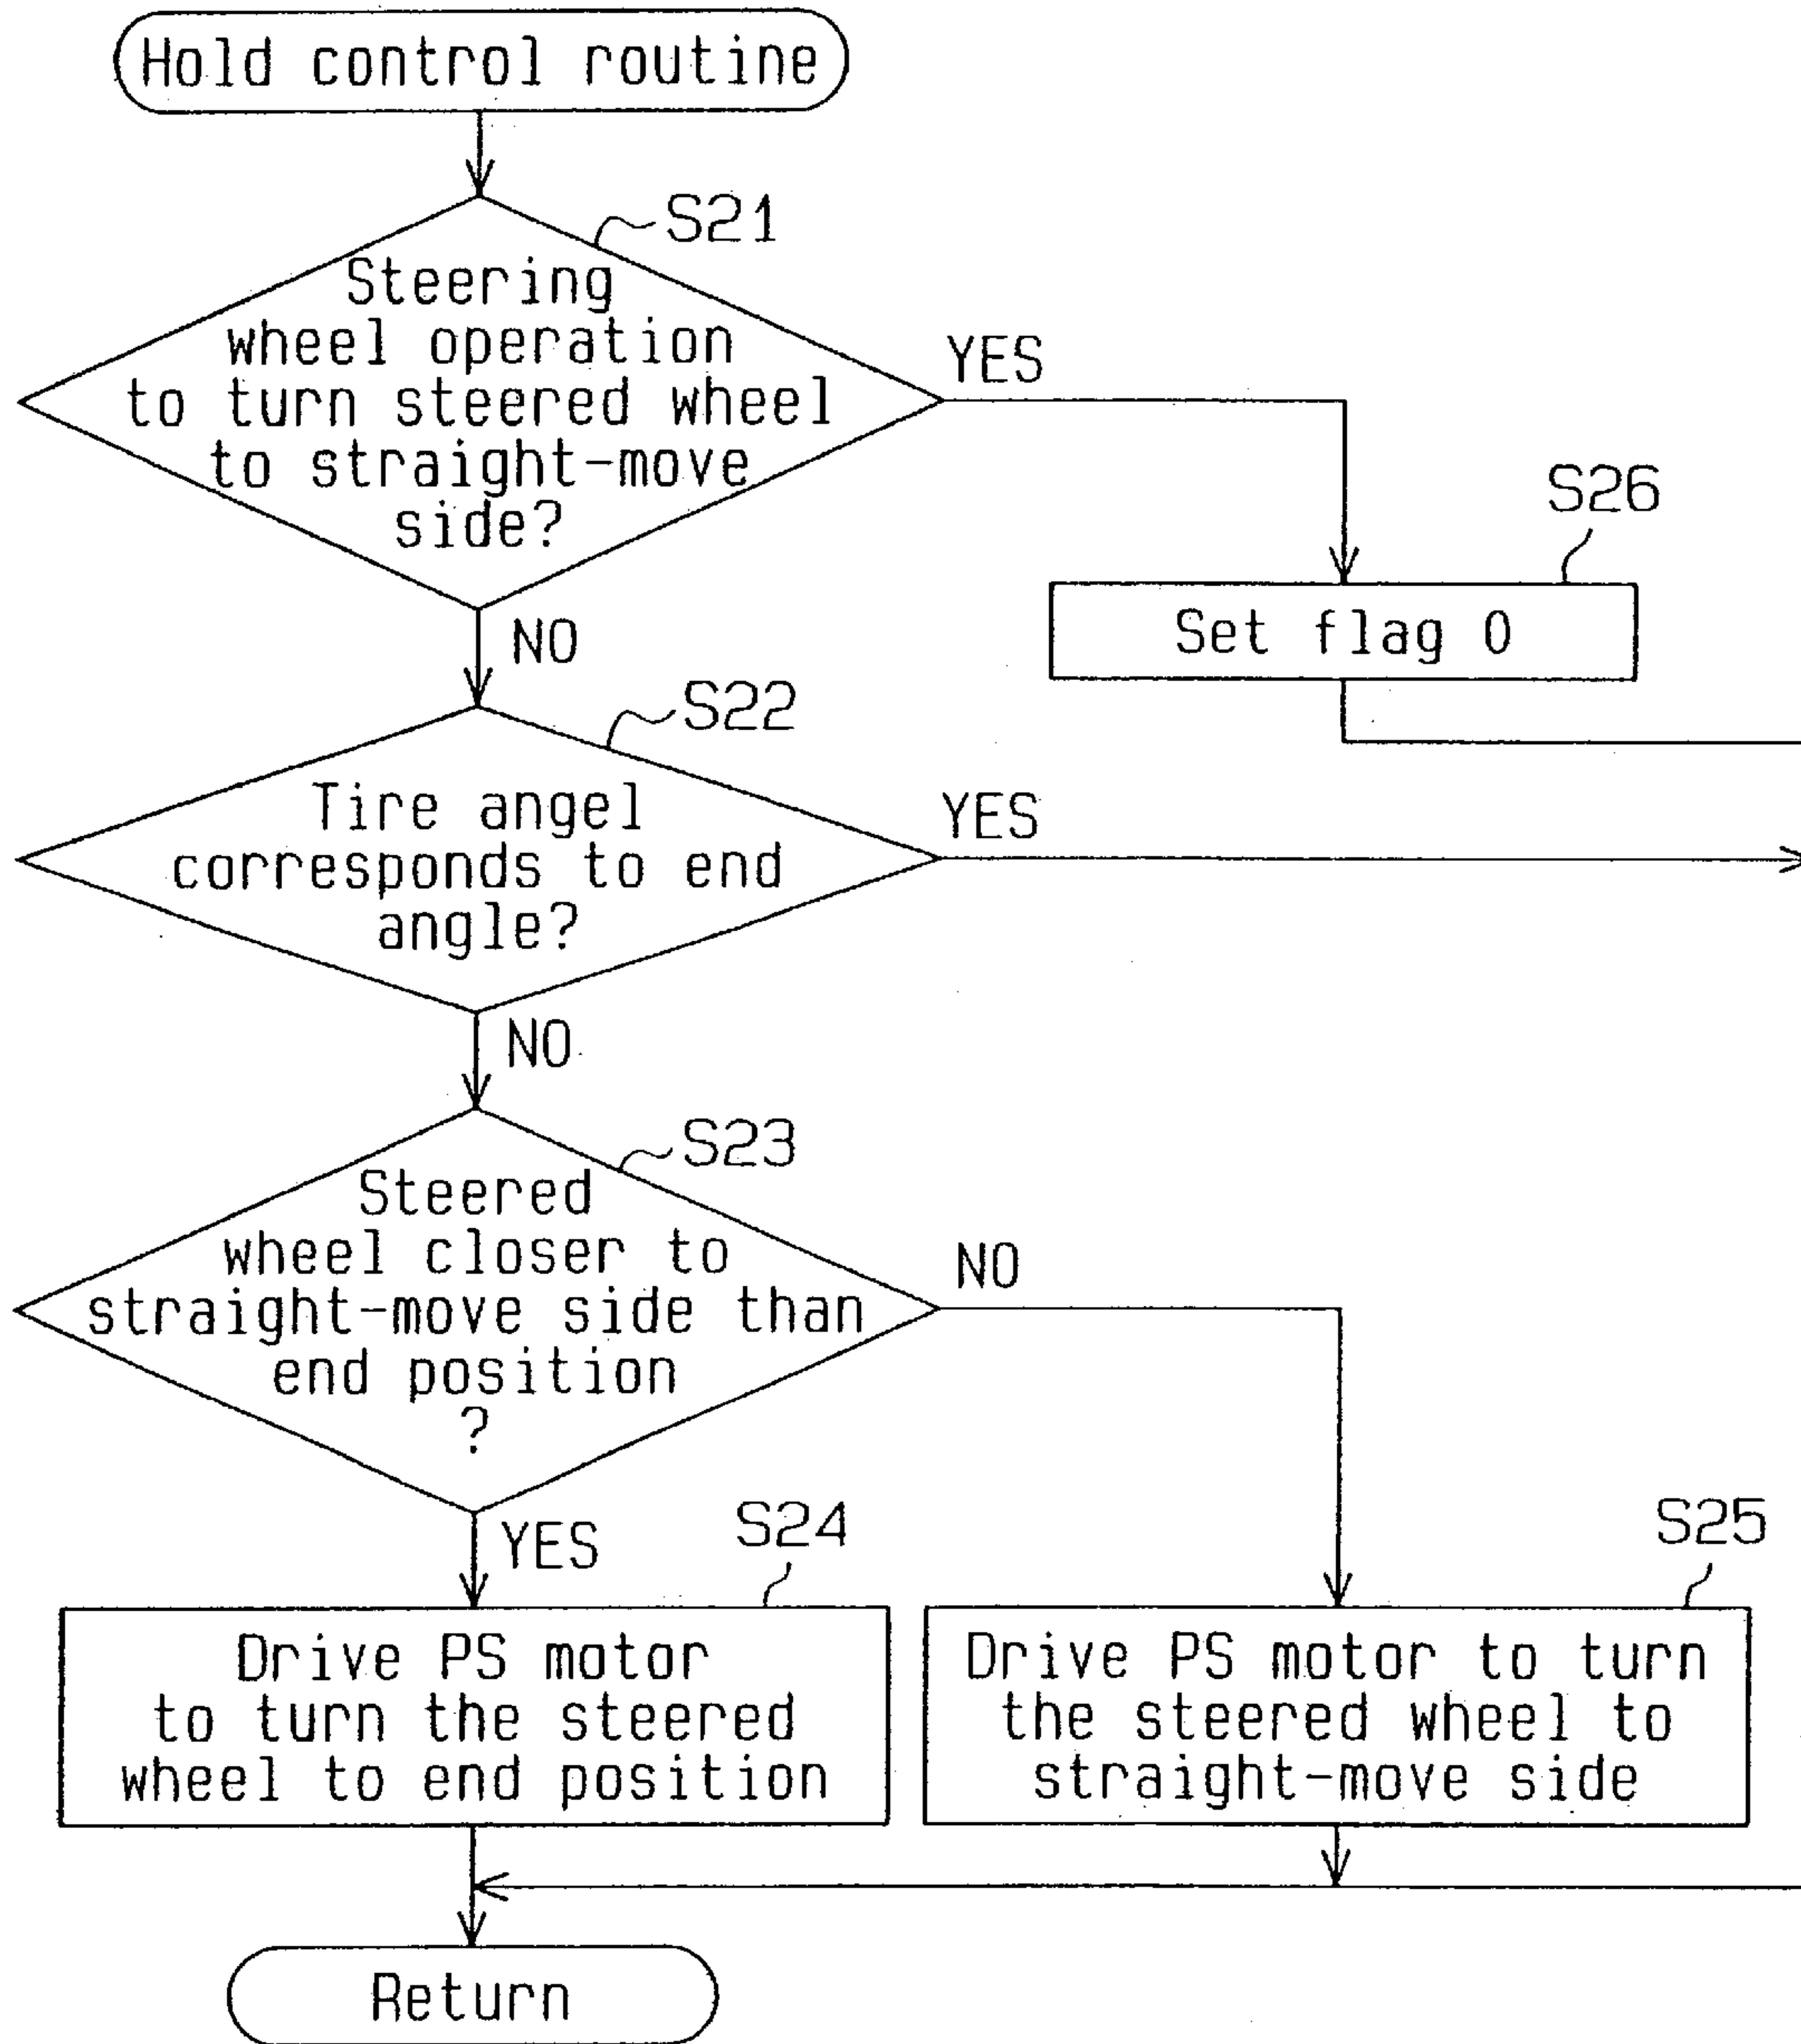 Hold control routine
S21
Steering
wheel operation
to turn steered wheel
to straight-move
side?
YES
S26
Set flag 0
NO
S22
Tire angel
corresponds to end
angle?
YES
NO
S23
Steered
wheel closer to
straight-move side than
end position
?
NO
YES
S24
Drive PS motor
to turn the steered
wheel to end position
S25
Drive PS motor to turn
the steered wheel to
straight-move side
Return